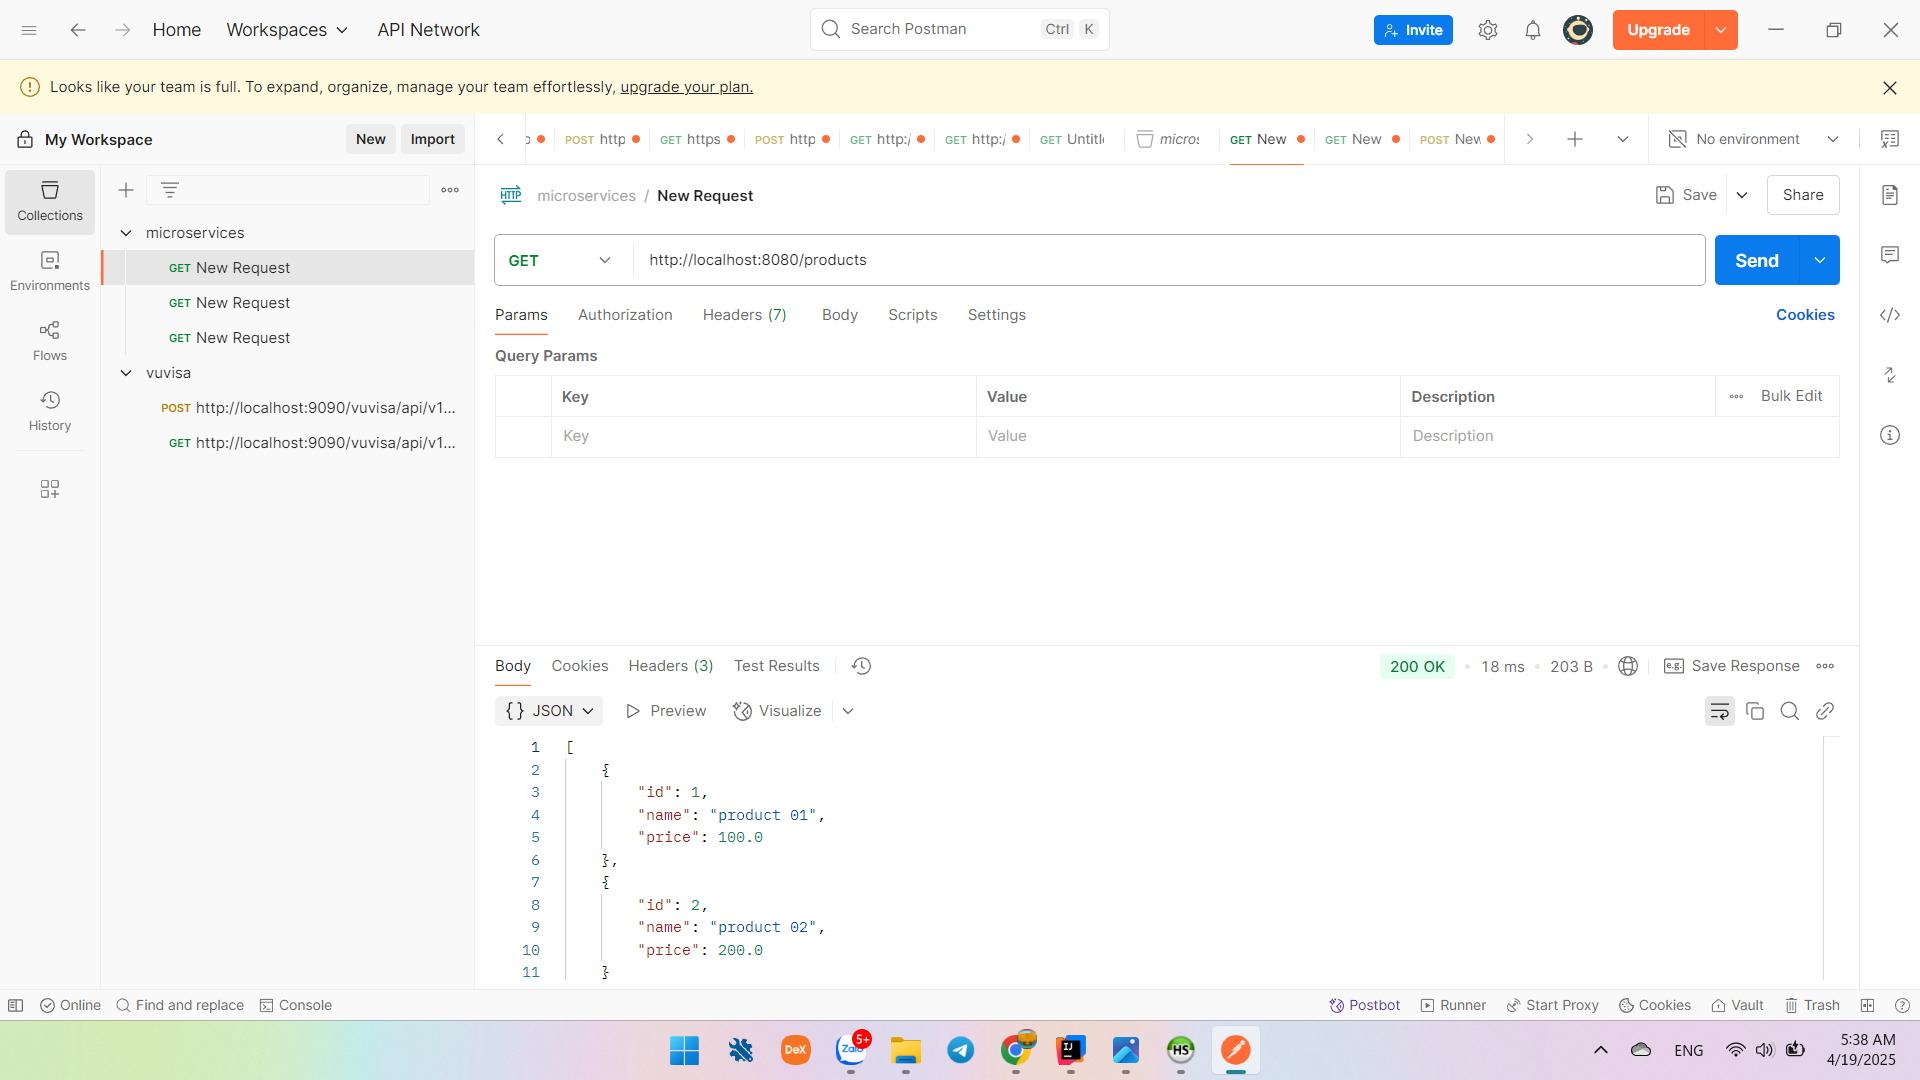 Home
Workspaces
API Network
Search Postman
Ctrl
K
Invite
Upgrade
Looks like your team is full. To expand, organize, manage your team effortlessly, upgrade your plan.
My Workspace
New
Import
POST http
GET https
POST http
GET http:/
GET http:/
GET Untitl
micros
GET New
GET New
POST New
No environment
Collections
Environments
Flows
History
microservices
GET New Request
GET New Request
GET New Request
vuvisa
POST http://localhost:9090/vuvisa/api/v1...
GET http://localhost:9090/vuvisa/api/v1...
HTTP
microservices / New Request
Save
Share
GET
http://localhost:8080/products
Send
Params
Authorization
Headers (7)
Body
Scripts
Settings
Cookies
Query Params
Key
Value
Description
Bulk Edit
Key
Value
Description
Body
Cookies
Headers (3)
Test Results
200 OK
18 ms
203 B
e.g.
Save Response
{} JSON
Preview
Visualize
1 [
2 {
3 "id": 1,
4 "name": "product 01",
5 "price": 100.0
6 },
7 {
8 "id": 2,
9 "name": "product 02",
10 "price": 200.0
11 }
Online
Find and replace
Console
Postbot
Runner
Start Proxy
Cookies
Vault
Trash
DeX
Zalo
5+
IJ
HS
ENG
5:38 AM
4/19/2025